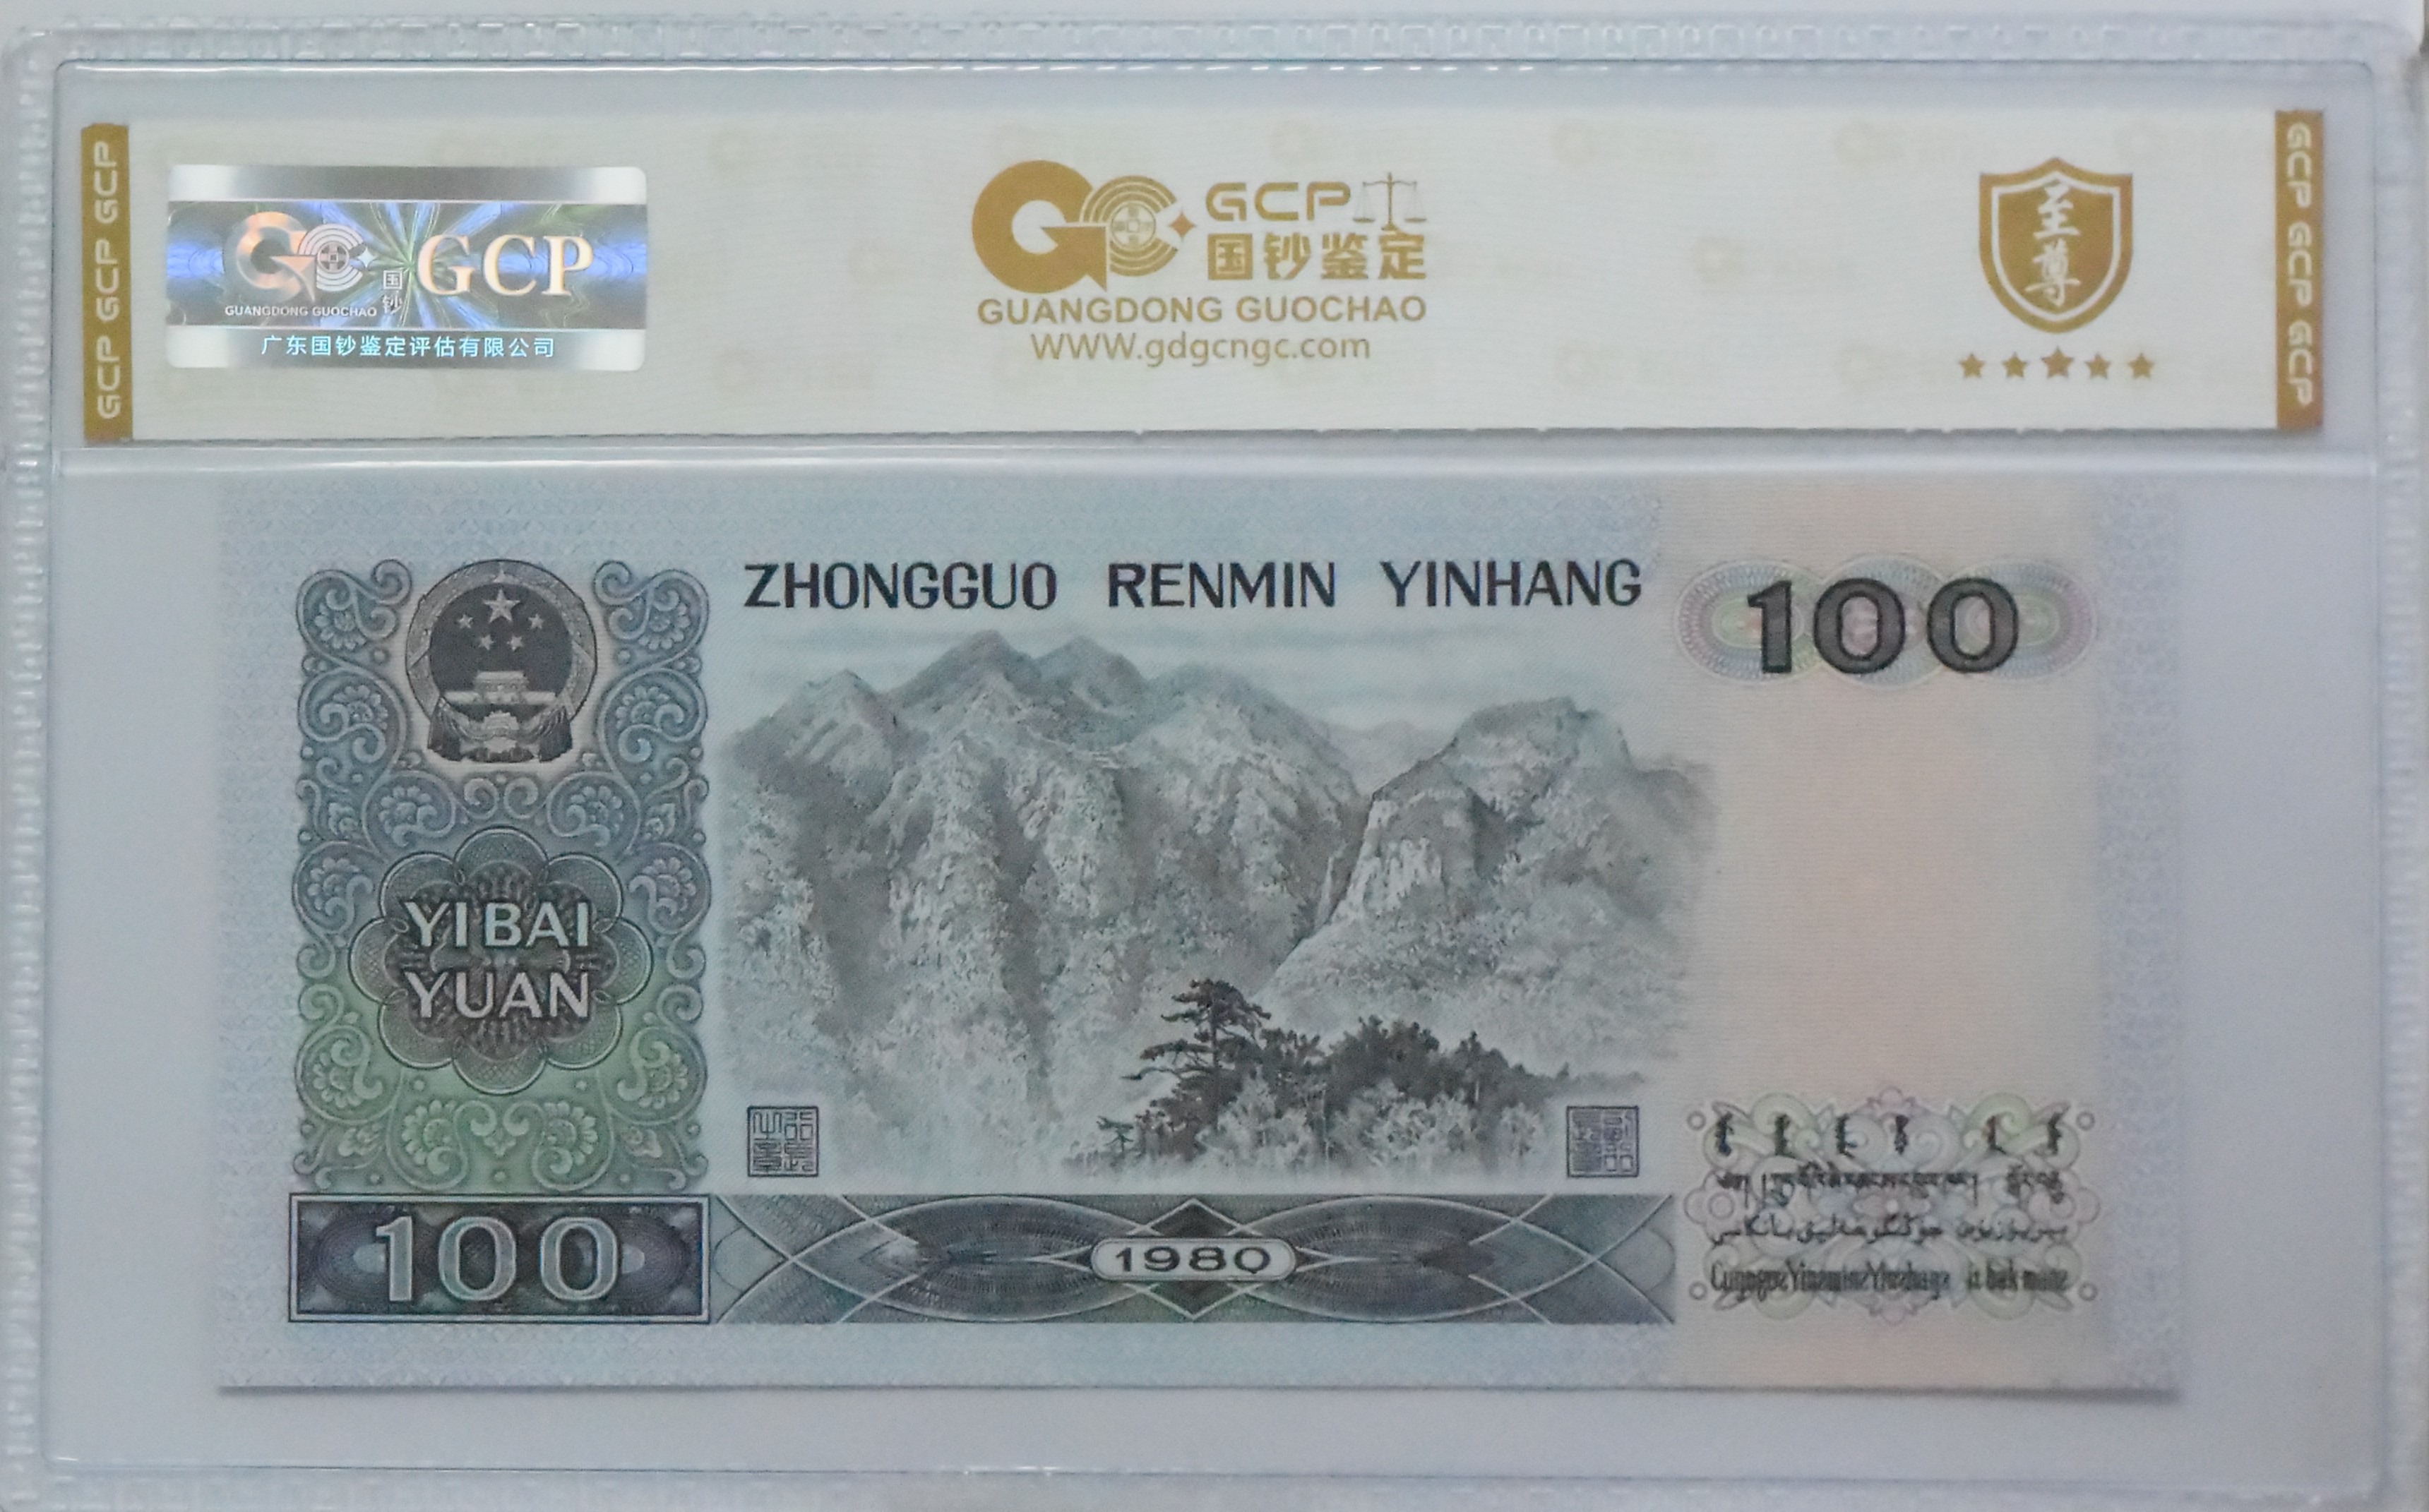 GCP GCP GCP
GCP
国钞
GUANGDONG GUOCHAO
广东国钞鉴定评估有限公司
GCP
国钞鉴定
GUANGDONG GUOCHAO
WWW.gdgcngc.com
至尊
GCP GCP GCP
ZHONGGUO RENMIN YINHANG
100
YIBAI
YUAN
100
1980